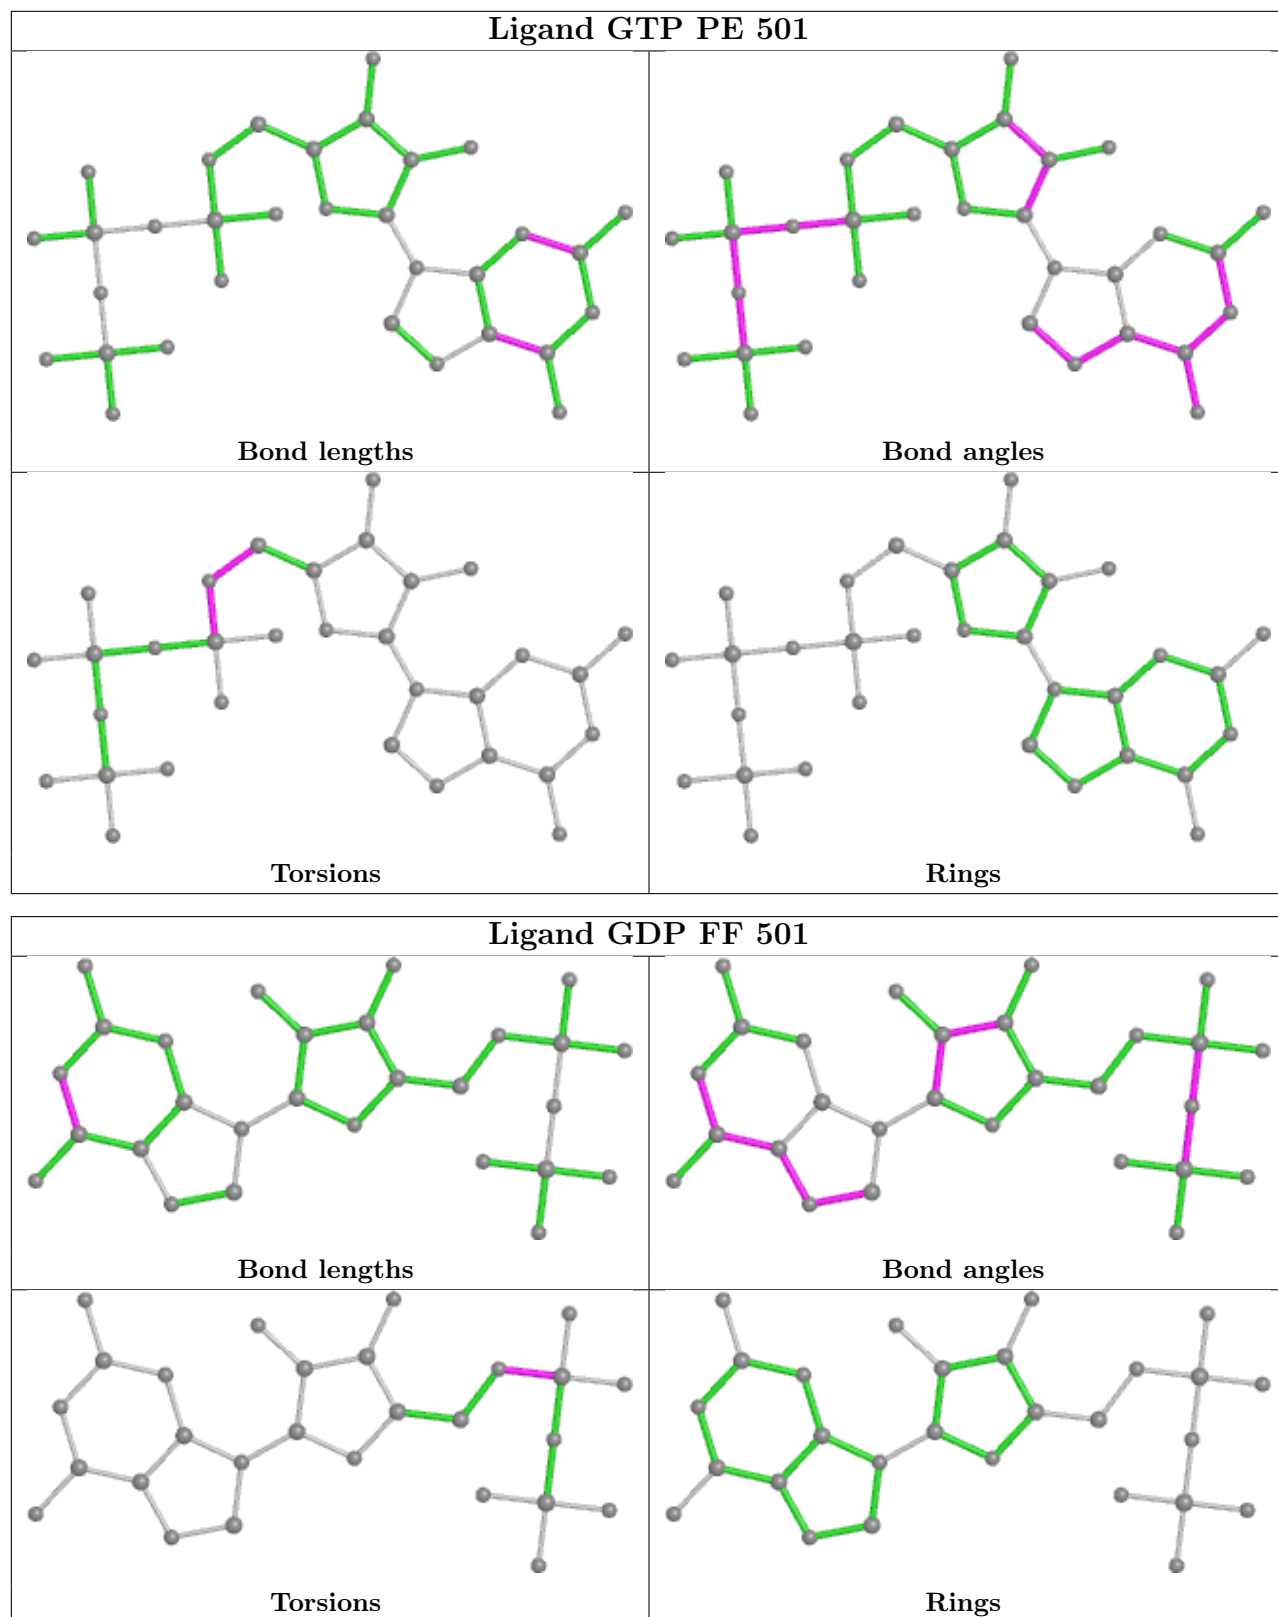 Ligand GTP PE 501
Bond lengths
Bond angles
Torsions
Rings
Ligand GDP FF 501
Bond lengths
Bond angles
Torsions
Rings